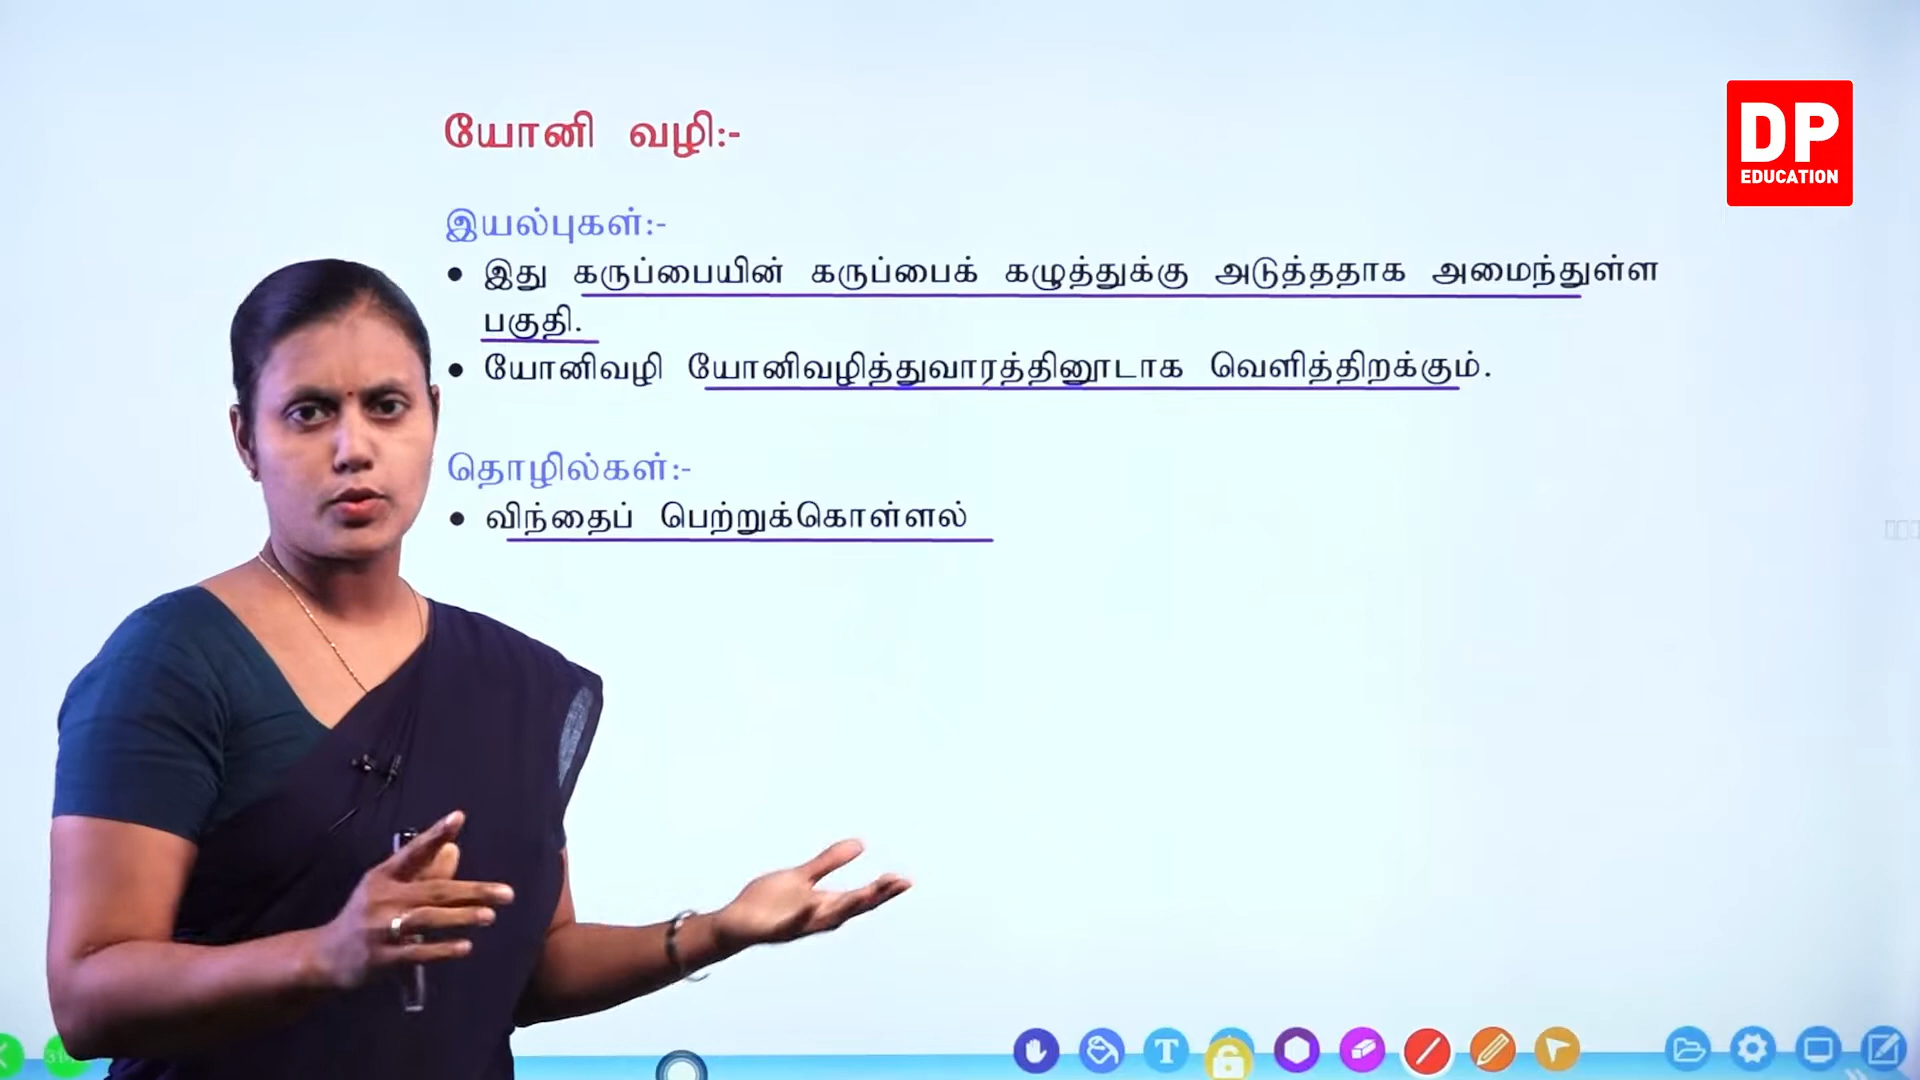 யோனி வழி:-
DP
EDUCATION
இயல்புகள்:-
• இது கருப்பையின் கருப்பைக் கழுத்துக்கு அடுத்ததாக அமைந்துள்ள
பகுதி.
• யோனிவழி யோனிவழித்துவாரத்தினூடாக வெளித்திறக்கும்.
தொழில்கள்:-
• விந்தைப் பெற்றுக்கொள்ளல்
T